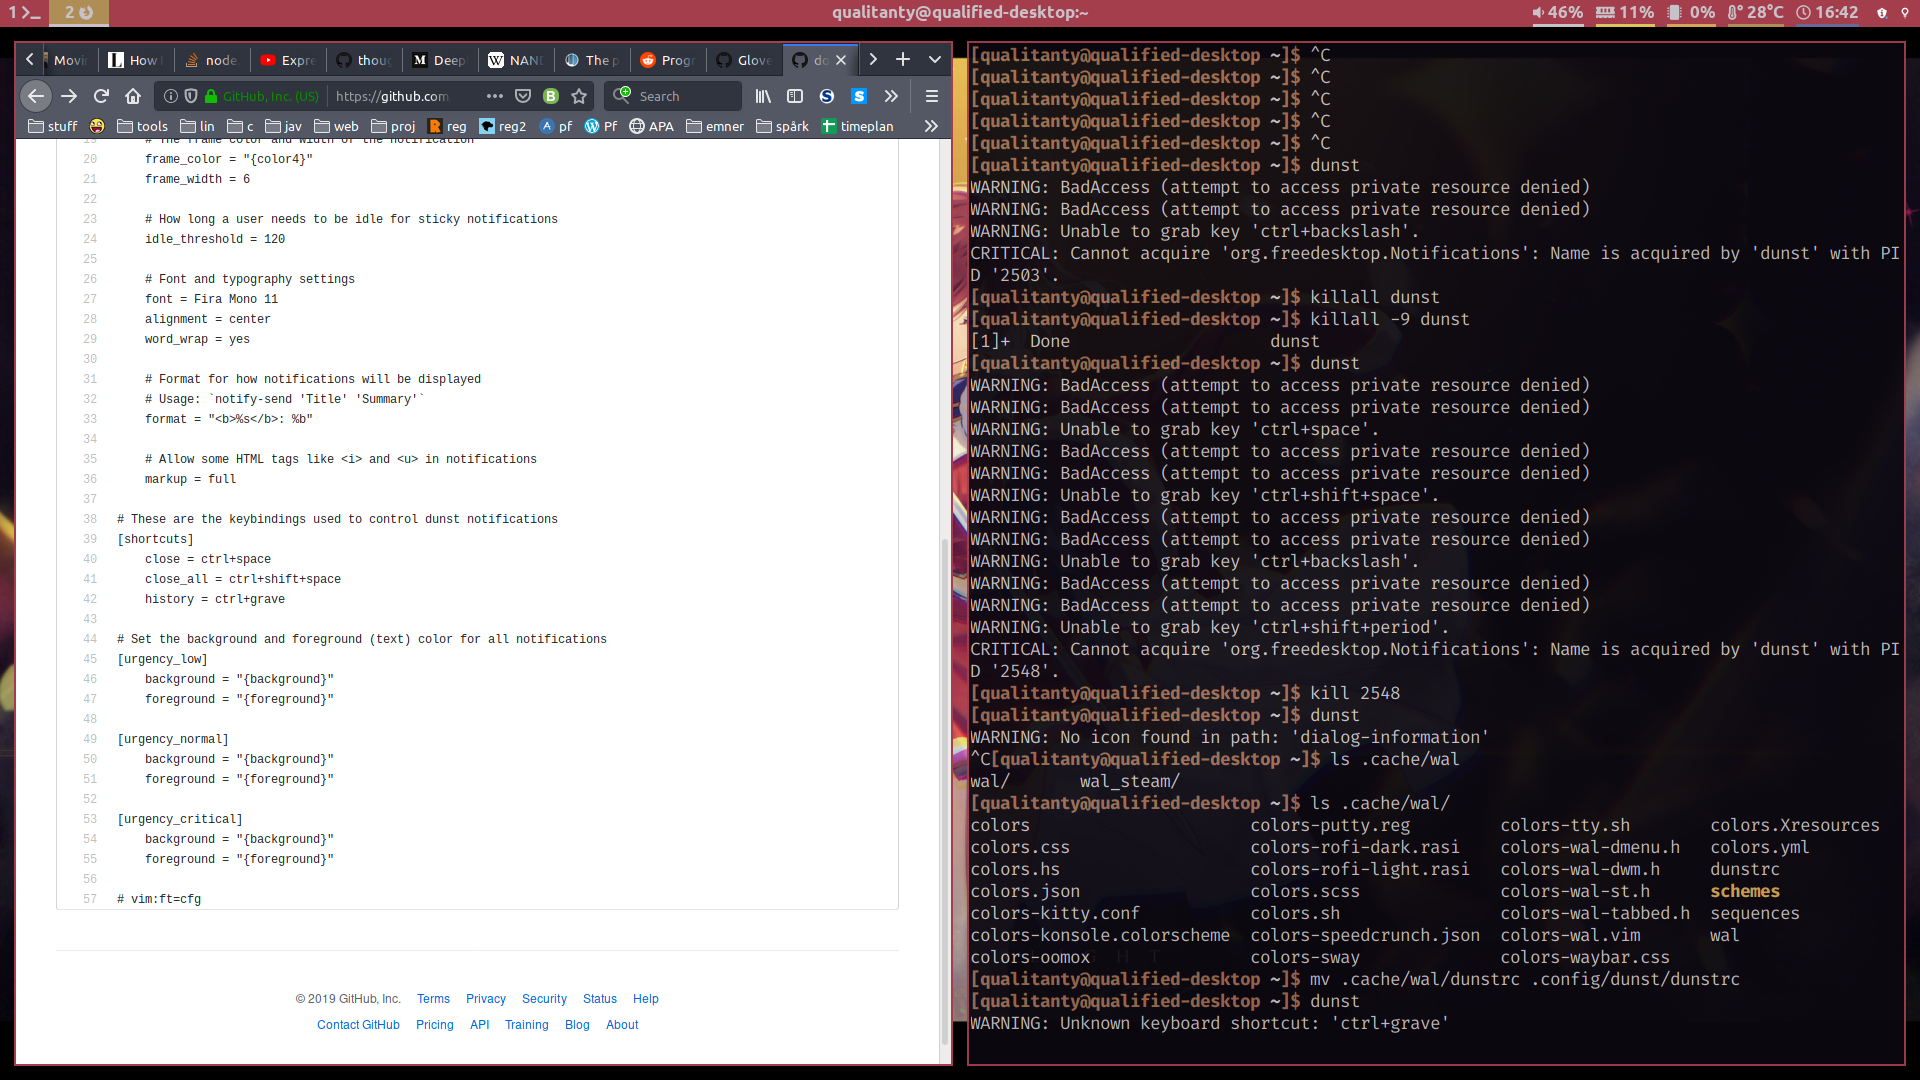 1 >_ 2 qualitanty@qualified-desktop:~ 46% 11% 0% 28°C 16:42
Movi How node Expre thou Deep NAN The p Progr Glove do
GitHub, Inc. (US) https://github.com Search
stuff tools lin c jav web proj reg reg2 pf Pf APA emner spårk timeplan
19 # The frame color and width of the notification
20 frame_color = "{color4}"
21 frame_width = 6
22
23 # How long a user needs to be idle for sticky notifications
24 idle_threshold = 120
25
26 # Font and typography settings
27 font = Fira Mono 11
28 alignment = center
29 word_wrap = yes
30
31 # Format for how notifications will be displayed
32 # Usage: `notify-send 'Title' 'Summary'`
33 format = "<b>%s</b>: %b"
34
35 # Allow some HTML tags like <i> and <u> in notifications
36 markup = full
37
38 # These are the keybindings used to control dunst notifications
39 [shortcuts]
40 close = ctrl+space
41 close_all = ctrl+shift+space
42 history = ctrl+grave
43
44 # Set the background and foreground (text) color for all notifications
45 [urgency_low]
46 background = "{background}"
47 foreground = "{foreground}"
48
49 [urgency_normal]
50 background = "{background}"
51 foreground = "{foreground}"
52
53 [urgency_critical]
54 background = "{background}"
55 foreground = "{foreground}"
56
57 # vim:ft=cfg
© 2019 GitHub, Inc. Terms Privacy Security Status Help
Contact GitHub Pricing API Training Blog About
[qualitanty@qualified-desktop ~]$ ^C
[qualitanty@qualified-desktop ~]$ ^C
[qualitanty@qualified-desktop ~]$ ^C
[qualitanty@qualified-desktop ~]$ ^C
[qualitanty@qualified-desktop ~]$ ^C
[qualitanty@qualified-desktop ~]$ dunst
WARNING: BadAccess (attempt to access private resource denied)
WARNING: BadAccess (attempt to access private resource denied)
WARNING: Unable to grab key 'ctrl+backslash'.
CRITICAL: Cannot acquire 'org.freedesktop.Notifications': Name is acquired by 'dunst' with PI
D '2503'.
[qualitanty@qualified-desktop ~]$ killall dunst
[qualitanty@qualified-desktop ~]$ killall -9 dunst
[1]+ Done dunst
[qualitanty@qualified-desktop ~]$ dunst
WARNING: BadAccess (attempt to access private resource denied)
WARNING: BadAccess (attempt to access private resource denied)
WARNING: Unable to grab key 'ctrl+space'.
WARNING: BadAccess (attempt to access private resource denied)
WARNING: BadAccess (attempt to access private resource denied)
WARNING: Unable to grab key 'ctrl+shift+space'.
WARNING: BadAccess (attempt to access private resource denied)
WARNING: BadAccess (attempt to access private resource denied)
WARNING: Unable to grab key 'ctrl+backslash'.
WARNING: BadAccess (attempt to access private resource denied)
WARNING: BadAccess (attempt to access private resource denied)
WARNING: Unable to grab key 'ctrl+shift+period'.
CRITICAL: Cannot acquire 'org.freedesktop.Notifications': Name is acquired by 'dunst' with PI
D '2548'.
[qualitanty@qualified-desktop ~]$ kill 2548
[qualitanty@qualified-desktop ~]$ dunst
WARNING: No icon found in path: 'dialog-information'
^C[qualitanty@qualified-desktop ~]$ ls .cache/wal
wal/ wal_steam/
[qualitanty@qualified-desktop ~]$ ls .cache/wal/
colors colors-putty.reg colors-tty.sh colors.Xresources
colors.css colors-rofi-dark.rasi colors-wal-dmenu.h colors.yml
colors.hs colors-rofi-light.rasi colors-wal-dwm.h dunstrc
colors.json colors.scss colors-wal-st.h schemes
colors-kitty.conf colors.sh colors-wal-tabbed.h sequences
colors-konsole.colorscheme colors-speedcrunch.json colors-wal.vim wal
colors-oomox colors-sway colors-waybar.css
[qualitanty@qualified-desktop ~]$ mv .cache/wal/dunstrc .config/dunst/dunstrc
[qualitanty@qualified-desktop ~]$ dunst
WARNING: Unknown keyboard shortcut: 'ctrl+grave'